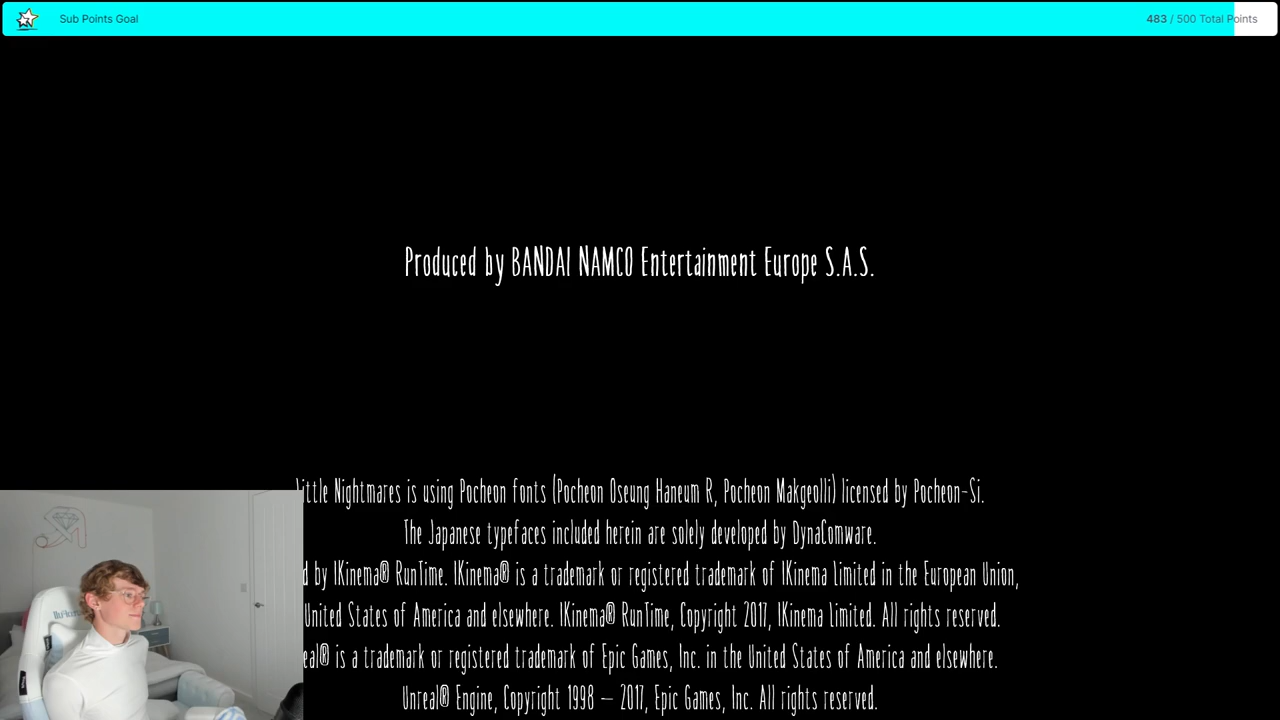 Sub Points Goal
483 / 500 Total Points
Produced by BANDAI NAMCO Entertainment Europe S.A.S.
Little Nightmares is using Pocheon fonts (Pocheon Oseung Haneum R, Pocheon Makgeolli) licensed by Pocheon-Si.
The Japanese typefaces included herein are solely developed by DynaComware.
by IKinema® RunTime. IKinema® is a trademark or registered trademark of IKinema Limited in the European Union,
United States of America and elsewhere. IKinema® RunTime, Copyright 2017, IKinema Limited. All rights reserved.
is a trademark or registered trademark of Epic Games, Inc. in the United States of America and elsewhere.
Unreal® Engine, Copyright 1998 – 2017, Epic Games, Inc. All rights reserved.